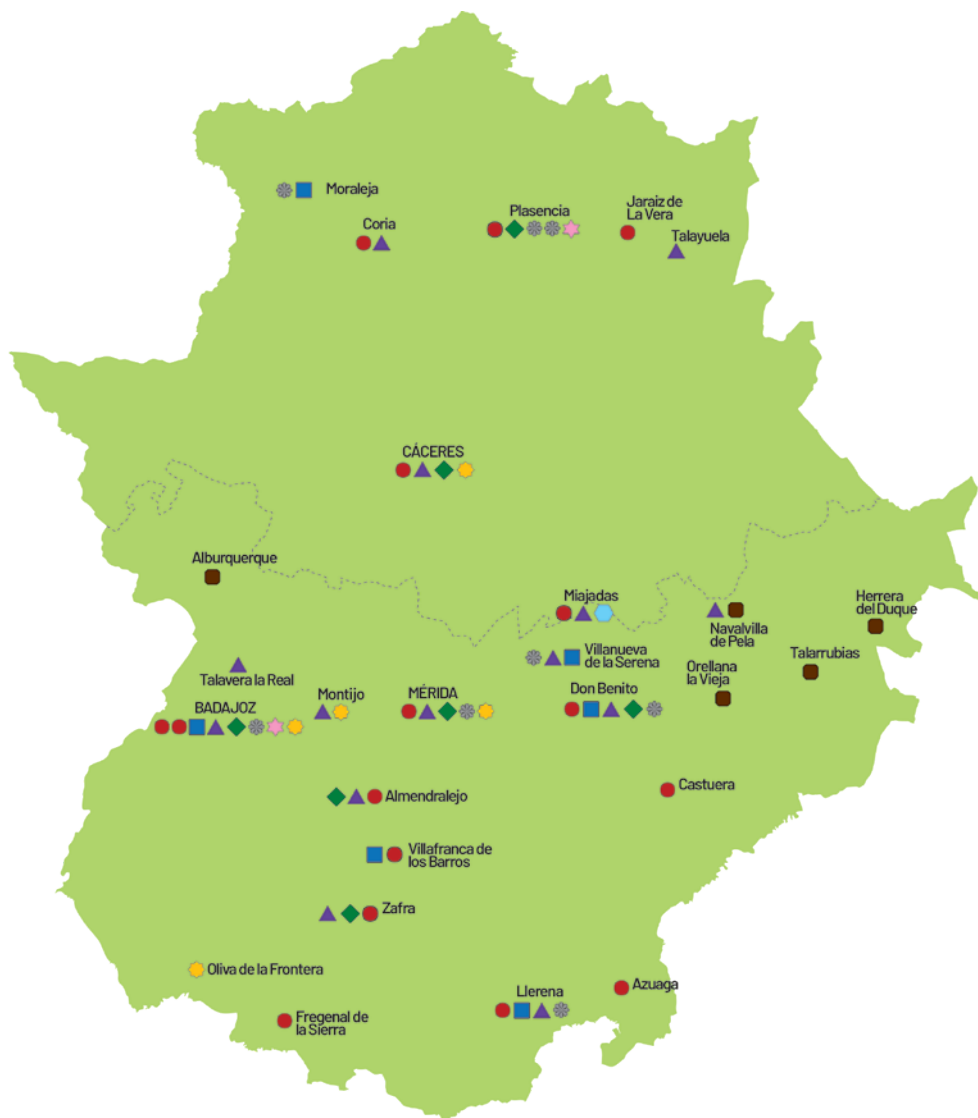 Moraleja
Coria
Plasencia
Jaraiz de
La Vera
Talayuela
CÁCERES
Alburquerque
Miajadas
Navalvilla
de Pela
Herrera
del Duque
Villanueva
de la Serena
Talarrubias
Orellana
la Vieja
Talavera la Real
BADAJOZ
Montijo
MÉRIDA
Don Benito
Castuera
Almendralejo
Villafranca de
los Barros
Zafra
Oliva de la Frontera
Llerena
Azuaga
Fregenal de
la Sierra